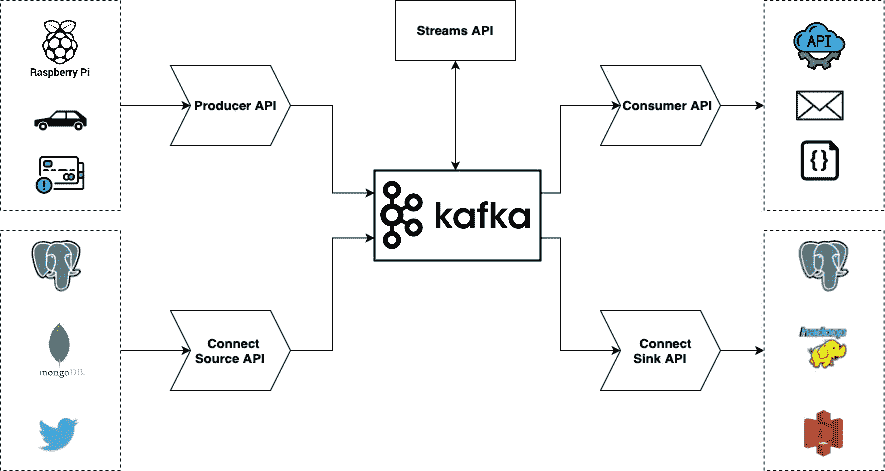 Streams API
Raspberry Pi
Producer API
Consumer API
API
{}
kafka
mongoDB.
Connect
Source API
Connect
Sink API
hadoop